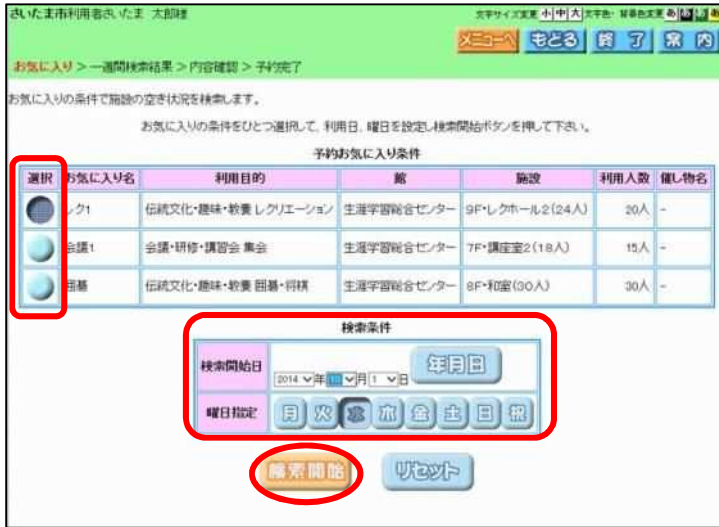 さいたま市利用者さいたま 太郎様
文字サイズ変更 小 中 大 文字色・背景色変更 あ あ あ あ
メニューへ もどる 終了 案内
お気に入り > 一週間検索結果 > 内容確認 > 予約完了
お気に入りの条件で施設の空き状況を検索します。
お気に入りの条件をひとつ選択して、利用日、曜日を設定し検索開始ボタンを押して下さい。
予約お気に入り条件
選択 お気に入り名 利用目的 館 施設 利用人数 催し物名
レク1 伝統文化・趣味・教養 レクリエーション 生涯学習総合センター 9F・レクホール2(24人) 20人 -
会議1 会議・研修・講習会 集会 生涯学習総合センター 7F・講座室2(18人) 15人 -
囲碁 伝統文化・趣味・教養 囲碁・将棋 生涯学習総合センター 8F・和室(30人) 30人 -
検索条件
検索開始日 2014 年 月 1 日 年月日
曜日指定 月 火 水 木 金 土 日 祝
検索開始 リセット